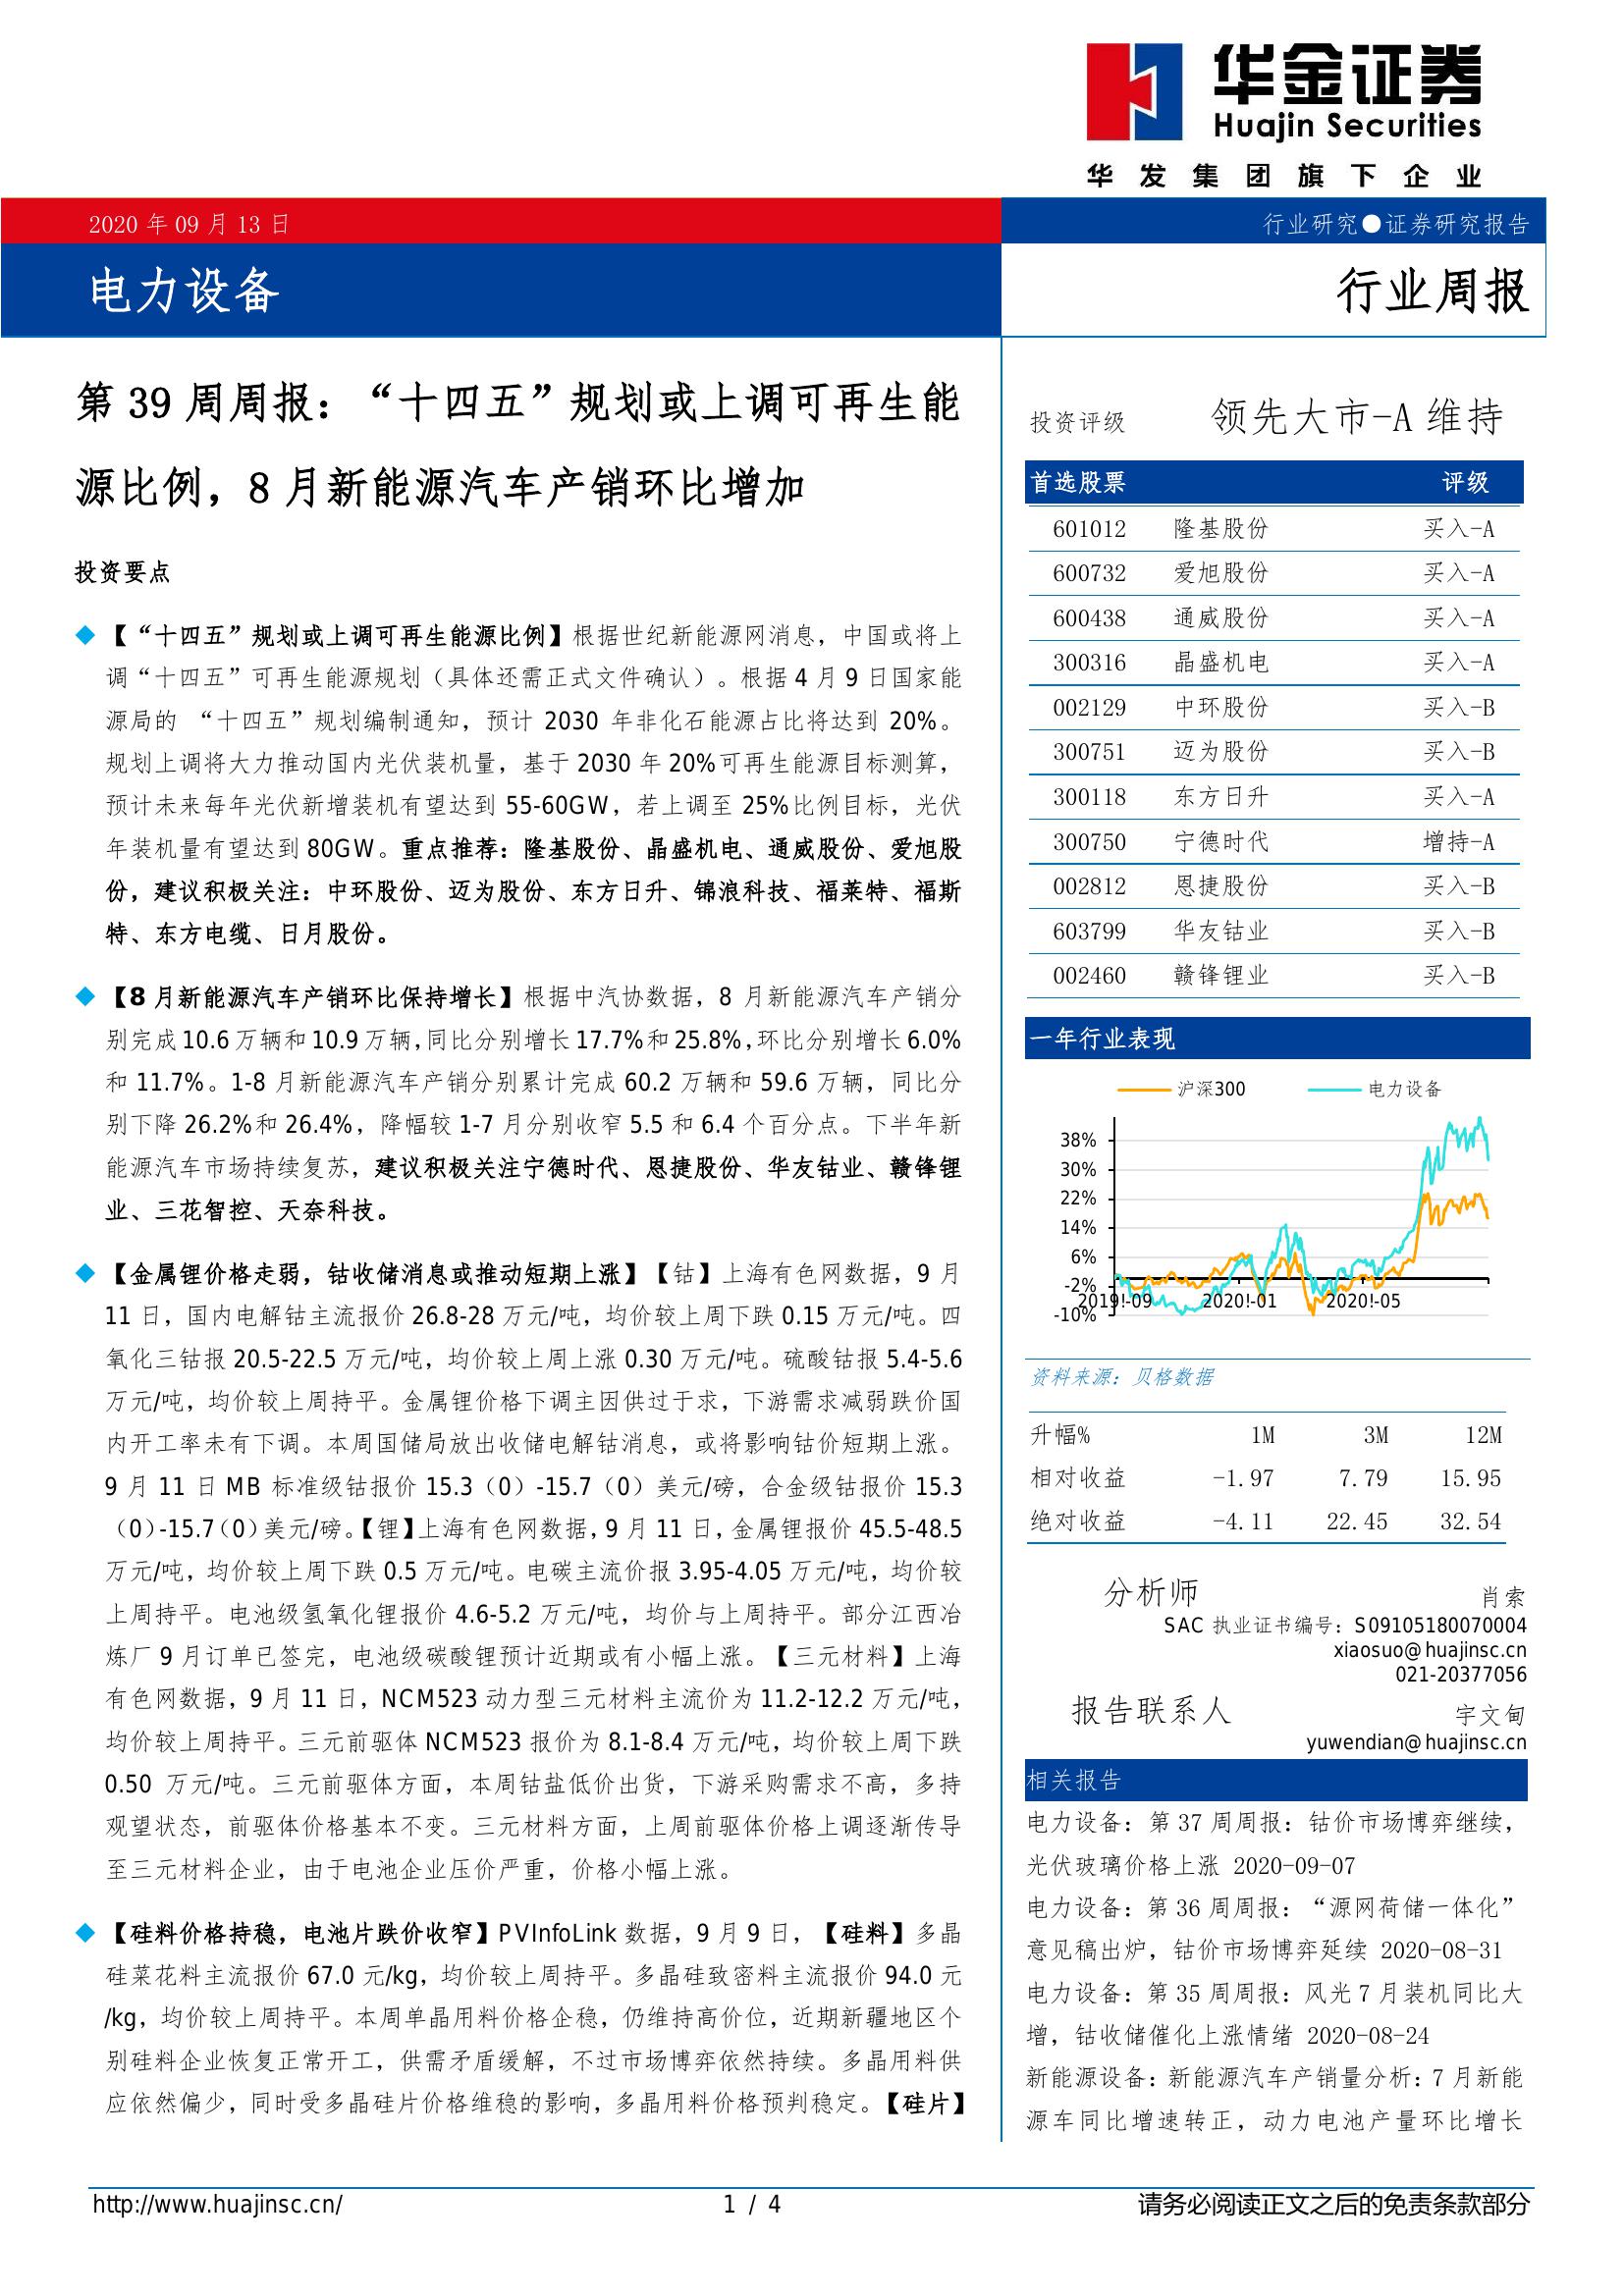 华金证券
Huajin Securities
华发集团旗下企业
2020 年 09 月 13 日
行业研究●证券研究报告
电力设备
行业周报
第 39 周周报：“十四五”规划或上调可再生能
源比例，8 月新能源汽车产销环比增加
投资要点
◆ 【“十四五”规划或上调可再生能源比例】根据世纪新能源网消息，中国或将上
调“十四五”可再生能源规划（具体还需正式文件确认）。根据 4 月 9 日国家能
源局的 “十四五”规划编制通知，预计 2030 年非化石能源占比将达到 20%。
规划上调将大力推动国内光伏装机量，基于 2030 年 20%可再生能源目标测算，
预计未来每年光伏新增装机有望达到 55-60GW，若上调至 25%比例目标，光伏
年装机量有望达到 80GW。重点推荐：隆基股份、晶盛机电、通威股份、爱旭股
份，建议积极关注：中环股份、迈为股份、东方日升、锦浪科技、福莱特、福斯
特、东方电缆、日月股份。
◆ 【8 月新能源汽车产销环比保持增长】根据中汽协数据，8 月新能源汽车产销分
别完成 10.6 万辆和 10.9 万辆，同比分别增长 17.7%和 25.8%，环比分别增长 6.0%
和 11.7%。1-8 月新能源汽车产销分别累计完成 60.2 万辆和 59.6 万辆，同比分
别下降 26.2%和 26.4%，降幅较 1-7 月分别收窄 5.5 和 6.4 个百分点。下半年新
能源汽车市场持续复苏，建议积极关注宁德时代、恩捷股份、华友钴业、赣锋锂
业、三花智控、天奈科技。
◆ 【金属锂价格走弱，钴收储消息或推动短期上涨】【钴】上海有色网数据，9 月
11 日，国内电解钴主流报价 26.8-28 万元/吨，均价较上周下跌 0.15 万元/吨。四
氧化三钴报 20.5-22.5 万元/吨，均价较上周上涨 0.30 万元/吨。硫酸钴报 5.4-5.6
万元/吨，均价较上周持平。金属锂价格下调主因供过于求，下游需求减弱跌价国
内开工率未有下调。本周国储局放出收储电解钴消息，或将影响钴价短期上涨。
9 月 11 日 MB 标准级钴报价 15.3（0）-15.7（0）美元/磅，合金级钴报价 15.3
（0）-15.7（0）美元/磅。【锂】上海有色网数据，9 月 11 日，金属锂报价 45.5-48.5
万元/吨，均价较上周下跌 0.5 万元/吨。电碳主流价报 3.95-4.05 万元/吨，均价较
上周持平。电池级氢氧化锂报价 4.6-5.2 万元/吨，均价与上周持平。部分江西冶
炼厂 9 月订单已签完，电池级碳酸锂预计近期或有小幅上涨。【三元材料】上海
有色网数据，9 月 11 日，NCM523 动力型三元材料主流价为 11.2-12.2 万元/吨，
均价较上周持平。三元前驱体 NCM523 报价为 8.1-8.4 万元/吨，均价较上周下跌
0.50 万元/吨。三元前驱体方面，本周钴盐低价出货，下游采购需求不高，多持
观望状态，前驱体价格基本不变。三元材料方面，上周前驱体价格上调逐渐传导
至三元材料企业，由于电池企业压价严重，价格小幅上涨。
◆ 【硅料价格持稳，电池片跌价收窄】PVInfoLink 数据，9 月 9 日，【硅料】多晶
硅菜花料主流报价 67.0 元/kg，均价较上周持平。多晶硅致密料主流报价 94.0 元
/kg，均价较上周持平。本周单晶用料价格企稳，仍维持高价位，近期新疆地区个
别硅料企业恢复正常开工，供需矛盾缓解，不过市场博弈依然持续。多晶用料供
应依然偏少，同时受多晶硅片价格维稳的影响，多晶用料价格预判稳定。【硅片】
投资评级 领先大市-A 维持
首选股票 评级
601012 隆基股份 买入-A
600732 爱旭股份 买入-A
600438 通威股份 买入-A
300316 晶盛机电 买入-A
002129 中环股份 买入-B
300751 迈为股份 买入-B
300118 东方日升 买入-A
300750 宁德时代 增持-A
002812 恩捷股份 买入-B
603799 华友钴业 买入-B
002460 赣锋锂业 买入-B
一年行业表现
沪深300 电力设备
38%
30%
22%
14%
6%
-2%
2019!-09 2020!-01 2020!-05
-10%
资料来源：贝格数据
升幅% 1M 3M 12M
相对收益 -1.97 7.79 15.95
绝对收益 -4.11 22.45 32.54
分析师 肖索
SAC 执业证书编号：S09105180070004
xiaosuo@huajinsc.cn
021-20377056
报告联系人 宇文甸
yuwendian@huajinsc.cn
相关报告
电力设备：第 37 周周报：钴价市场博弈继续，
光伏玻璃价格上涨 2020-09-07
电力设备：第 36 周周报：“源网荷储一体化”
意见稿出炉，钴价市场博弈延续 2020-08-31
电力设备：第 35 周周报：风光 7 月装机同比大
增，钴收储催化上涨情绪 2020-08-24
新能源设备：新能源汽车产销量分析：7 月新能
源车同比增速转正，动力电池产量环比增长
http://www.huajinsc.cn/
1 / 4
请务必阅读正文之后的免责条款部分